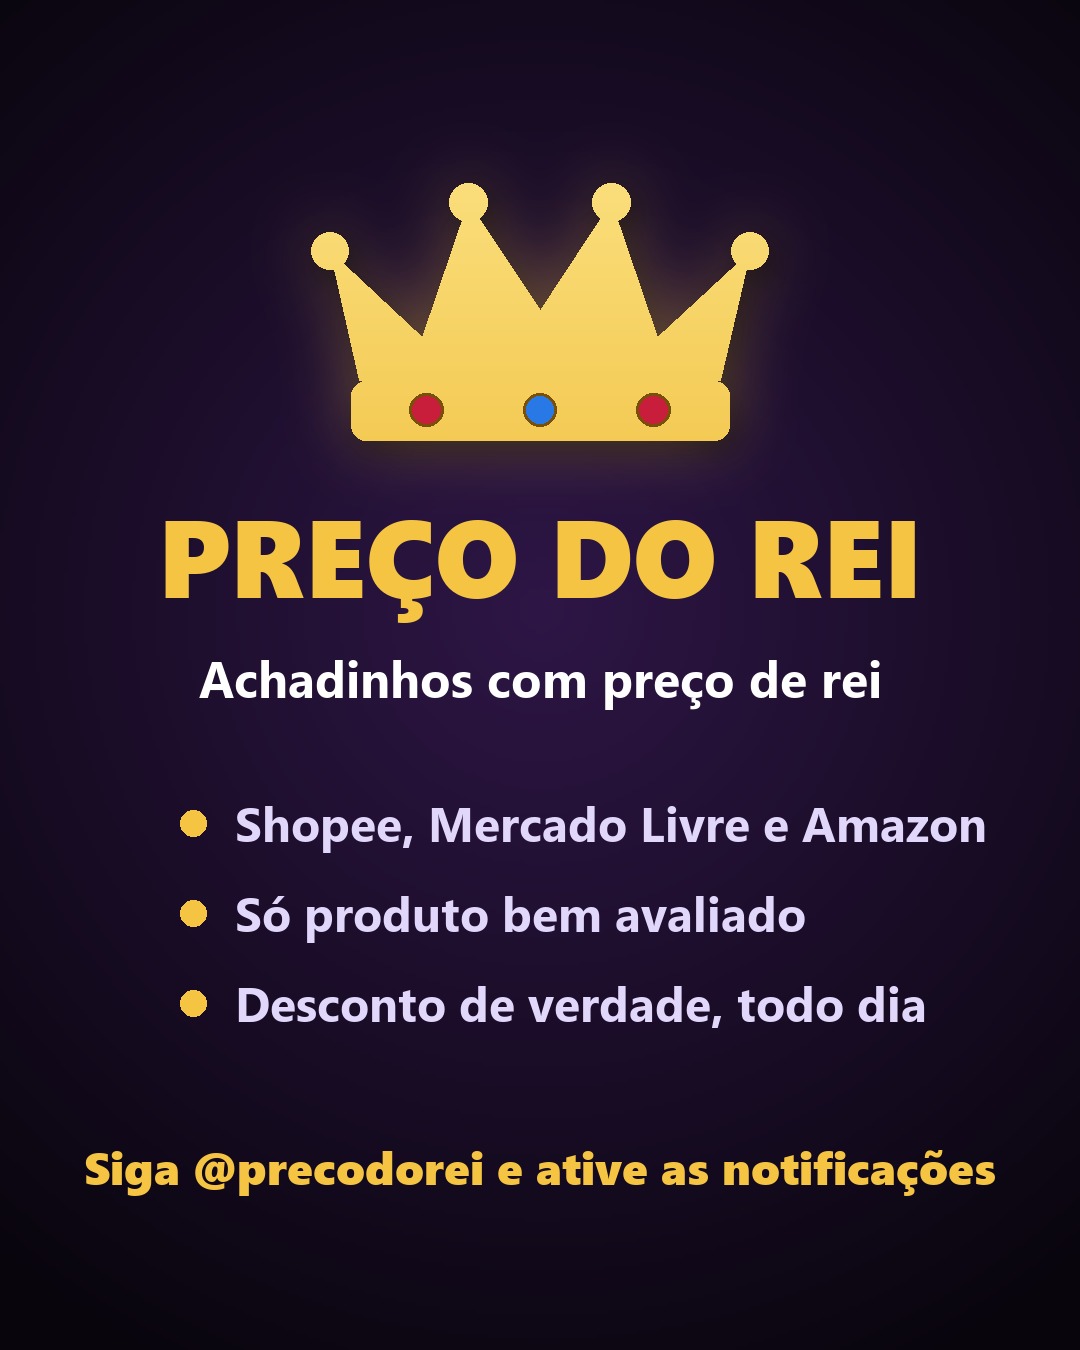 PREÇO DO REI
Achadinhos com preço de rei
Shopee, Mercado Livre e Amazon
Só produto bem avaliado
Desconto de verdade, todo dia
Siga @precodorei e ative as notificações